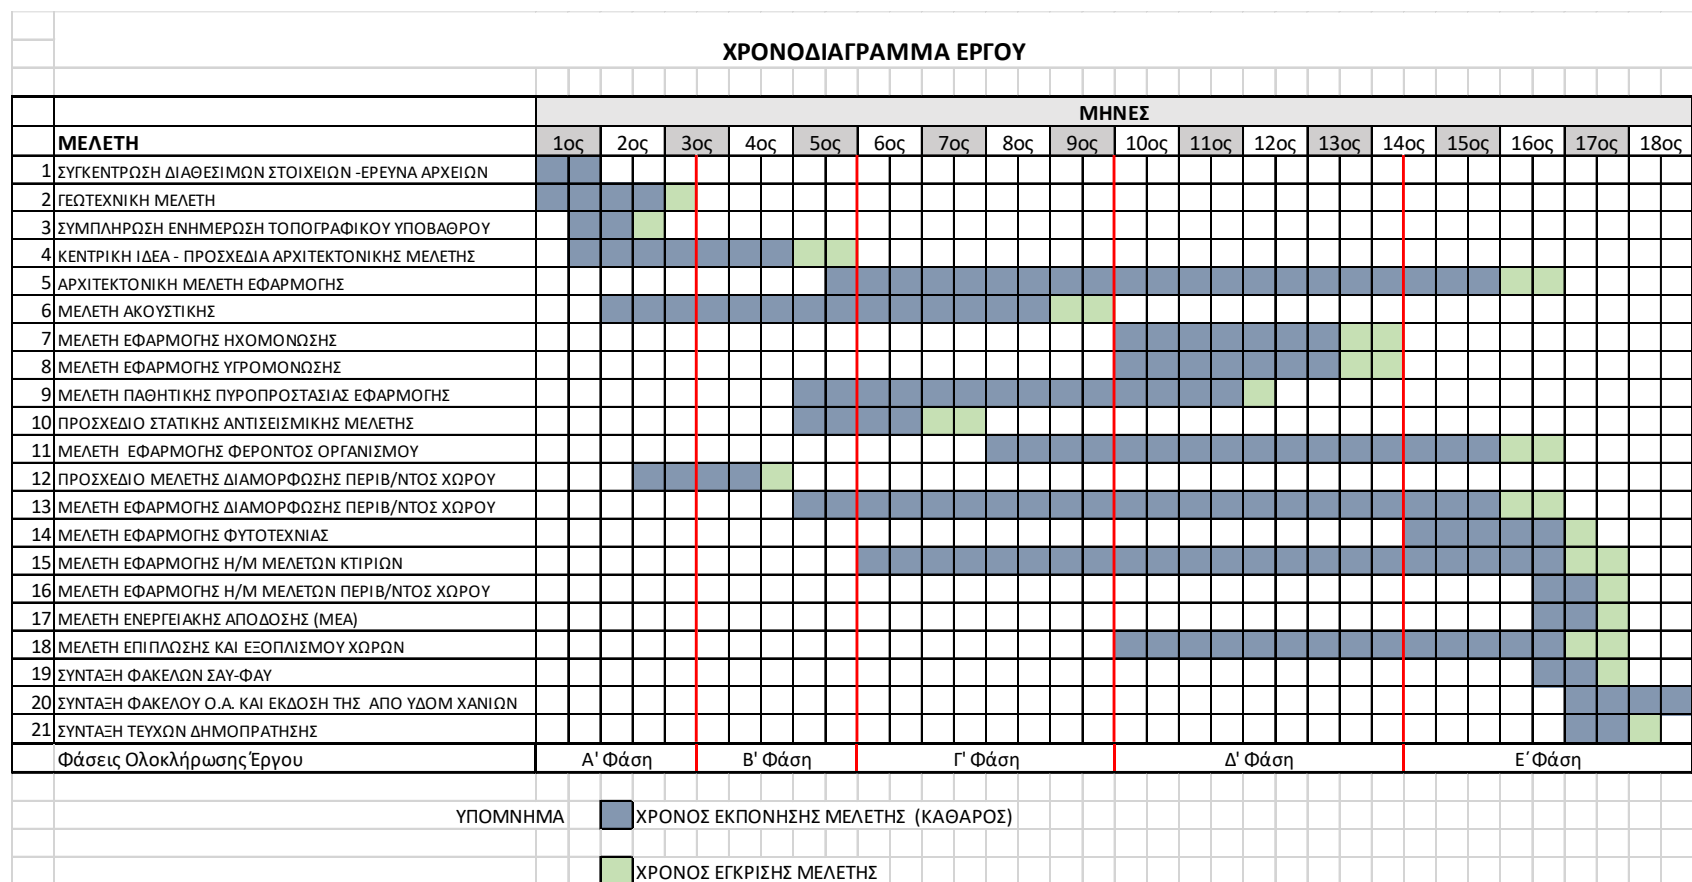 ΧΡΟΝΟΔΙΑΓΡΑΜΜΑ ΕΡΓΟΥ
ΜΗΝΕΣ
ΜΕΛΕΤΗ 1ος 2ος 3ος 4ος 5ος 6ος 7ος 8ος 9ος 10ος 11ος 12ος 13ος 14ος 15ος 16ος 17ος 18ος
1 ΣΥΓΚΕΝΤΡΩΣΗ ΔΙΑΘΕΣΙΜΩΝ ΣΤΟΙΧΕΙΩΝ -ΕΡΕΥΝΑ ΑΡΧΕΙΩΝ
2 ΓΕΩΤΕΧΝΙΚΗ ΜΕΛΕΤΗ
3 ΣΥΜΠΛΗΡΩΣΗ ΕΝΗΜΕΡΩΣΗ ΤΟΠΟΓΡΑΦΙΚΟΥ ΥΠΟΒΑΘΡΟΥ
4 ΚΕΝΤΡΙΚΗ ΙΔΕΑ - ΠΡΟΣΧΕΔΙΑ ΑΡΧΙΤΕΚΤΟΝΙΚΗΣ ΜΕΛΕΤΗΣ
5 ΑΡΧΙΤΕΚΤΟΝΙΚΗ ΜΕΛΕΤΗ ΕΦΑΡΜΟΓΗΣ
6 ΜΕΛΕΤΗ ΑΚΟΥΣΤΙΚΗΣ
7 ΜΕΛΕΤΗ ΕΦΑΡΜΟΓΗΣ ΗΧΟΜΟΝΩΣΗΣ
8 ΜΕΛΕΤΗ ΕΦΑΡΜΟΓΗΣ ΥΓΡΟΜΟΝΩΣΗΣ
9 ΜΕΛΕΤΗ ΠΑΘΗΤΙΚΗΣ ΠΥΡΟΠΡΟΣΤΑΣΙΑΣ ΕΦΑΡΜΟΓΗΣ
10 ΠΡΟΣΧΕΔΙΟ ΣΤΑΤΙΚΗΣ ΑΝΤΙΣΕΙΣΜΙΚΗΣ ΜΕΛΕΤΗΣ
11 ΜΕΛΕΤΗ ΕΦΑΡΜΟΓΗΣ ΦΕΡΟΝΤΟΣ ΟΡΓΑΝΙΣΜΟΥ
12 ΠΡΟΣΧΕΔΙΟ ΜΕΛΕΤΗΣ ΔΙΑΜΟΡΦΩΣΗΣ ΠΕΡΙΒ/ΝΤΟΣ ΧΩΡΟΥ
13 ΜΕΛΕΤΗ ΕΦΑΡΜΟΓΗΣ ΔΙΑΜΟΡΦΩΣΗΣ ΠΕΡΙΒ/ΝΤΟΣ ΧΩΡΟΥ
14 ΜΕΛΕΤΗ ΕΦΑΡΜΟΓΗΣ ΦΥΤΟΤΕΧΝΙΑΣ
15 ΜΕΛΕΤΗ ΕΦΑΡΜΟΓΗΣ Η/Μ ΜΕΛΕΤΩΝ ΚΤΙΡΙΩΝ
16 ΜΕΛΕΤΗ ΕΦΑΡΜΟΓΗΣ Η/Μ ΜΕΛΕΤΩΝ ΠΕΡΙΒ/ΝΤΟΣ ΧΩΡΟΥ
17 ΜΕΛΕΤΗ ΕΝΕΡΓΕΙΑΚΗΣ ΑΠΟΔΟΣΗΣ (ΜΕΑ)
18 ΜΕΛΕΤΗ ΕΠΙΠΛΩΣΗΣ ΚΑΙ ΕΞΟΠΛΙΣΜΟΥ ΧΩΡΩΝ
19 ΣΥΝΤΑΞΗ ΦΑΚΕΛΩΝ ΣΑΥ-ΦΑΥ
20 ΣΥΝΤΑΞΗ ΦΑΚΕΛΟΥ Ο.Α. ΚΑΙ ΕΚΔΟΣΗ ΤΗΣ ΑΠΟ ΥΔΟΜ ΧΑΝΙΩΝ
21 ΣΥΝΤΑΞΗ ΤΕΥΧΩΝ ΔΗΜΟΠΡΑΤΗΣΗΣ
Φάσεις Ολοκλήρωσης Έργου Α' Φάση Β' Φάση Γ' Φάση Δ' Φάση Ε΄ Φάση
ΥΠΟΜΝΗΜΑ ΧΡΟΝΟΣ ΕΚΠΟΝΗΣΗΣ ΜΕΛΕΤΗΣ (ΚΑΘΑΡΟΣ)
ΧΡΟΝΟΣ ΕΓΚΡΙΣΗΣ ΜΕΛΕΤΗΣ